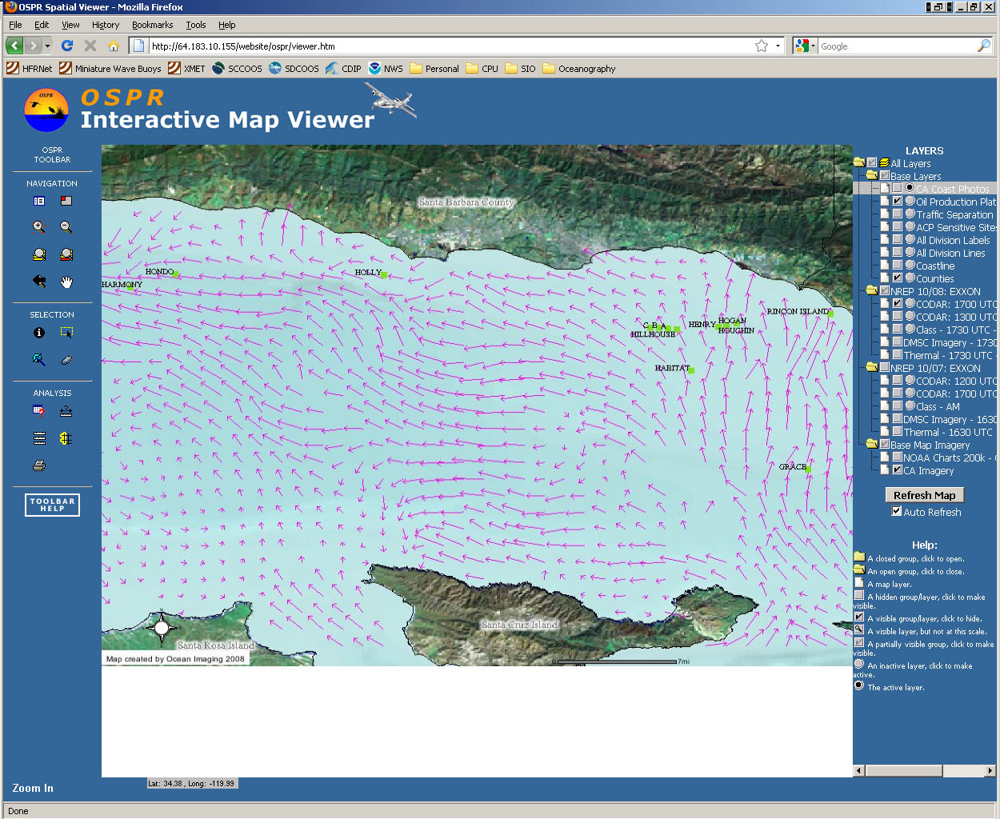 OSPR Spatial Viewer - Mozilla Firefox
File Edit View History Bookmarks Tools Help
http://64.183.10.155/website/ospr/viewer.htm
Google
HFRNet Miniature Wave Buoys XMET SCCOOS SDCOOS CDIP NWS Personal CPU SIO Oceanography
OSPR
OSPR
Interactive Map Viewer
OSPR
TOOLBAR
NAVIGATION
SELECTION
ANALYSIS
TOOLBAR
HELP
Santa Barbara County
HONDO
HARMONY
HOLLY
RINCON ISLAND
C B A
HENRY
HOGAN
HILLHOUSE
HOUCHIN
HABITAT
GRACE
Santa Cruz Island
Santa Rosa Island
Map created by Ocean Imaging 2008
0 7mi
LAYERS
All Layers
Base Layers
CA Coast Photos
Oil Production Plat
Traffic Separation
ACP Sensitive Sites
All Division Labels
All Division Lines
Coastline
Counties
NREP 10/08: EXXON
CODAR: 1700 UTC
CODAR: 1300 UTC
Class - 1730 UTC -
DMSC Imagery - 1730
Thermal - 1730 UTC -
NREP 10/07: EXXON
CODAR: 1200 UTC
CODAR: 1700 UTC
Class - AM
DMSC Imagery - 1630
Thermal - 1630 UTC
Base Map Imagery
NOAA Charts 200k -
CA Imagery
Refresh Map
Auto Refresh
Help:
A closed group, click to open.
An open group, click to close.
A map layer.
A hidden group/layer, click to make
visible.
A visible group/layer, click to hide.
A visible layer, but not at this scale.
A partially visible group, click to make
visible.
An inactive layer, click to make
active.
The active layer.
Zoom In
Lat: 34.38 , Long: -119.99
Done